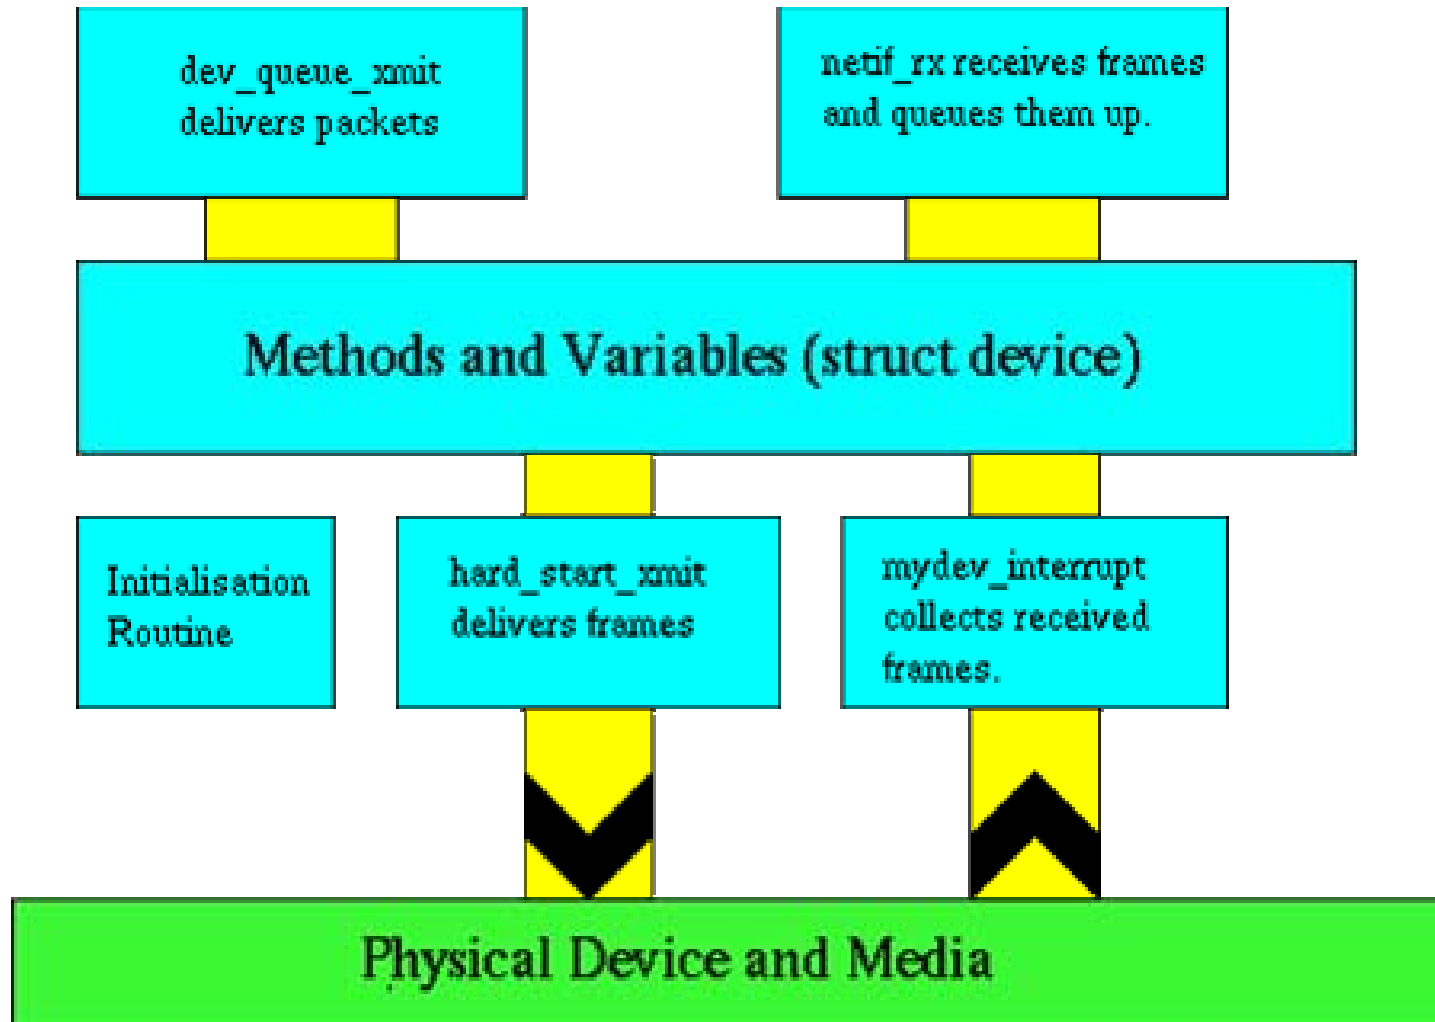 dev_queue_xmit
delivers packets
netif_rx receives frames
and queues them up.
Methods and Variables (struct device)
Initialisation
Routine
hard_start_xmit
delivers frames
mydev_interrupt
collects received
frames.
Physical Device and Media